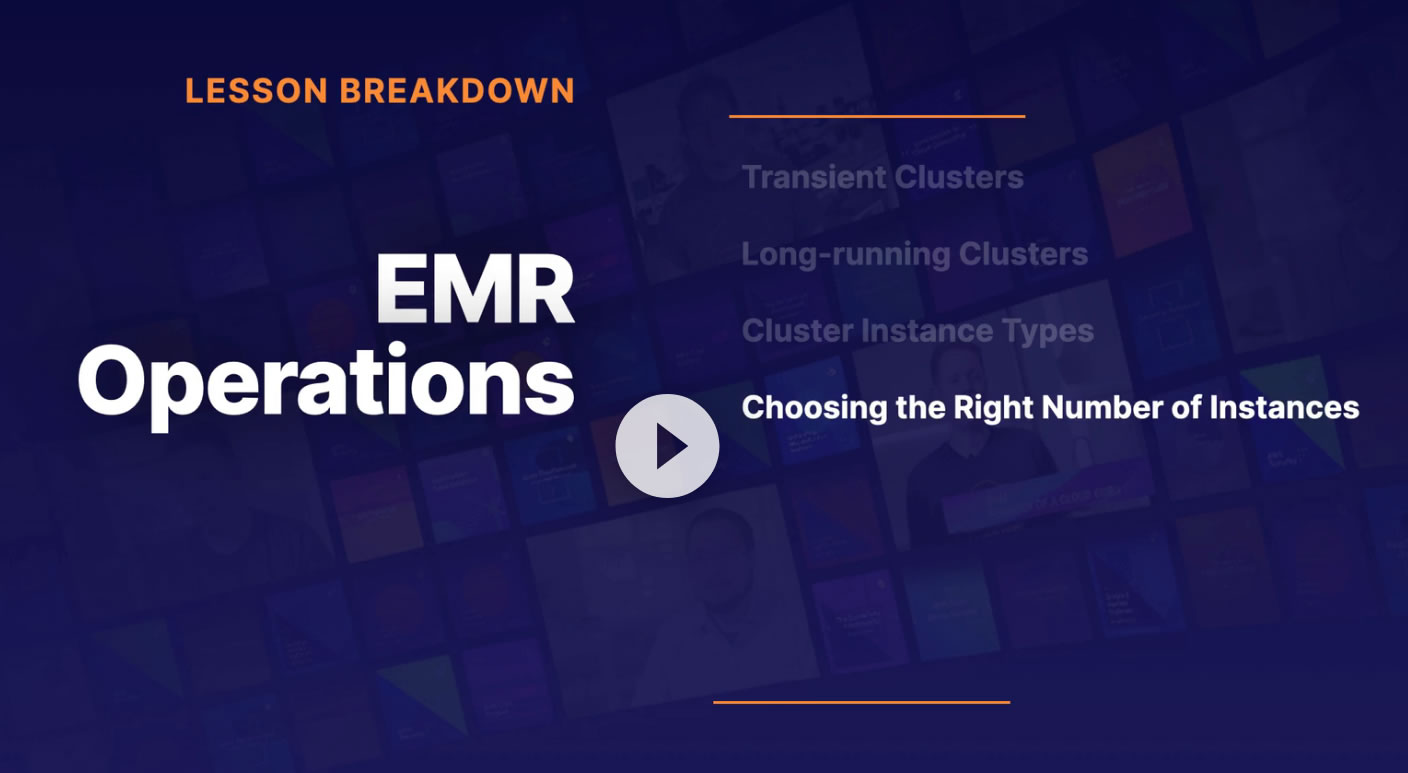 LESSON BREAKDOWN
EMR
Operations
Transient Clusters
Long-running Clusters
Cluster Instance Types
Choosing the Right Number of Instances